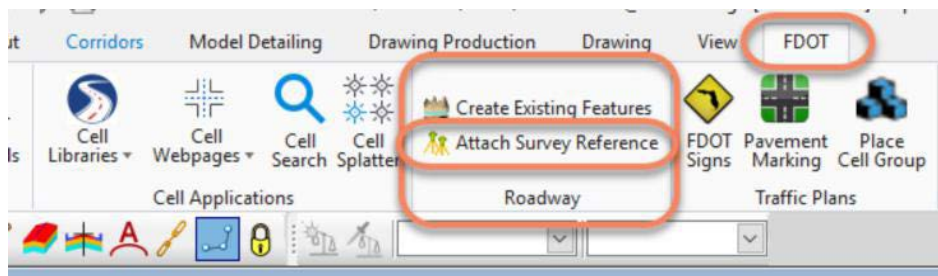 Corridors Model Detailing Drawing Production Drawing View FDOT
Create Existing Features
Attach Survey Reference
Cell Libraries
Cell Webpages
Cell Search
Cell
FDOT Signs
Pavement Marking
Place Cell Group
Cell Applications
Roadway
Traffic Plans